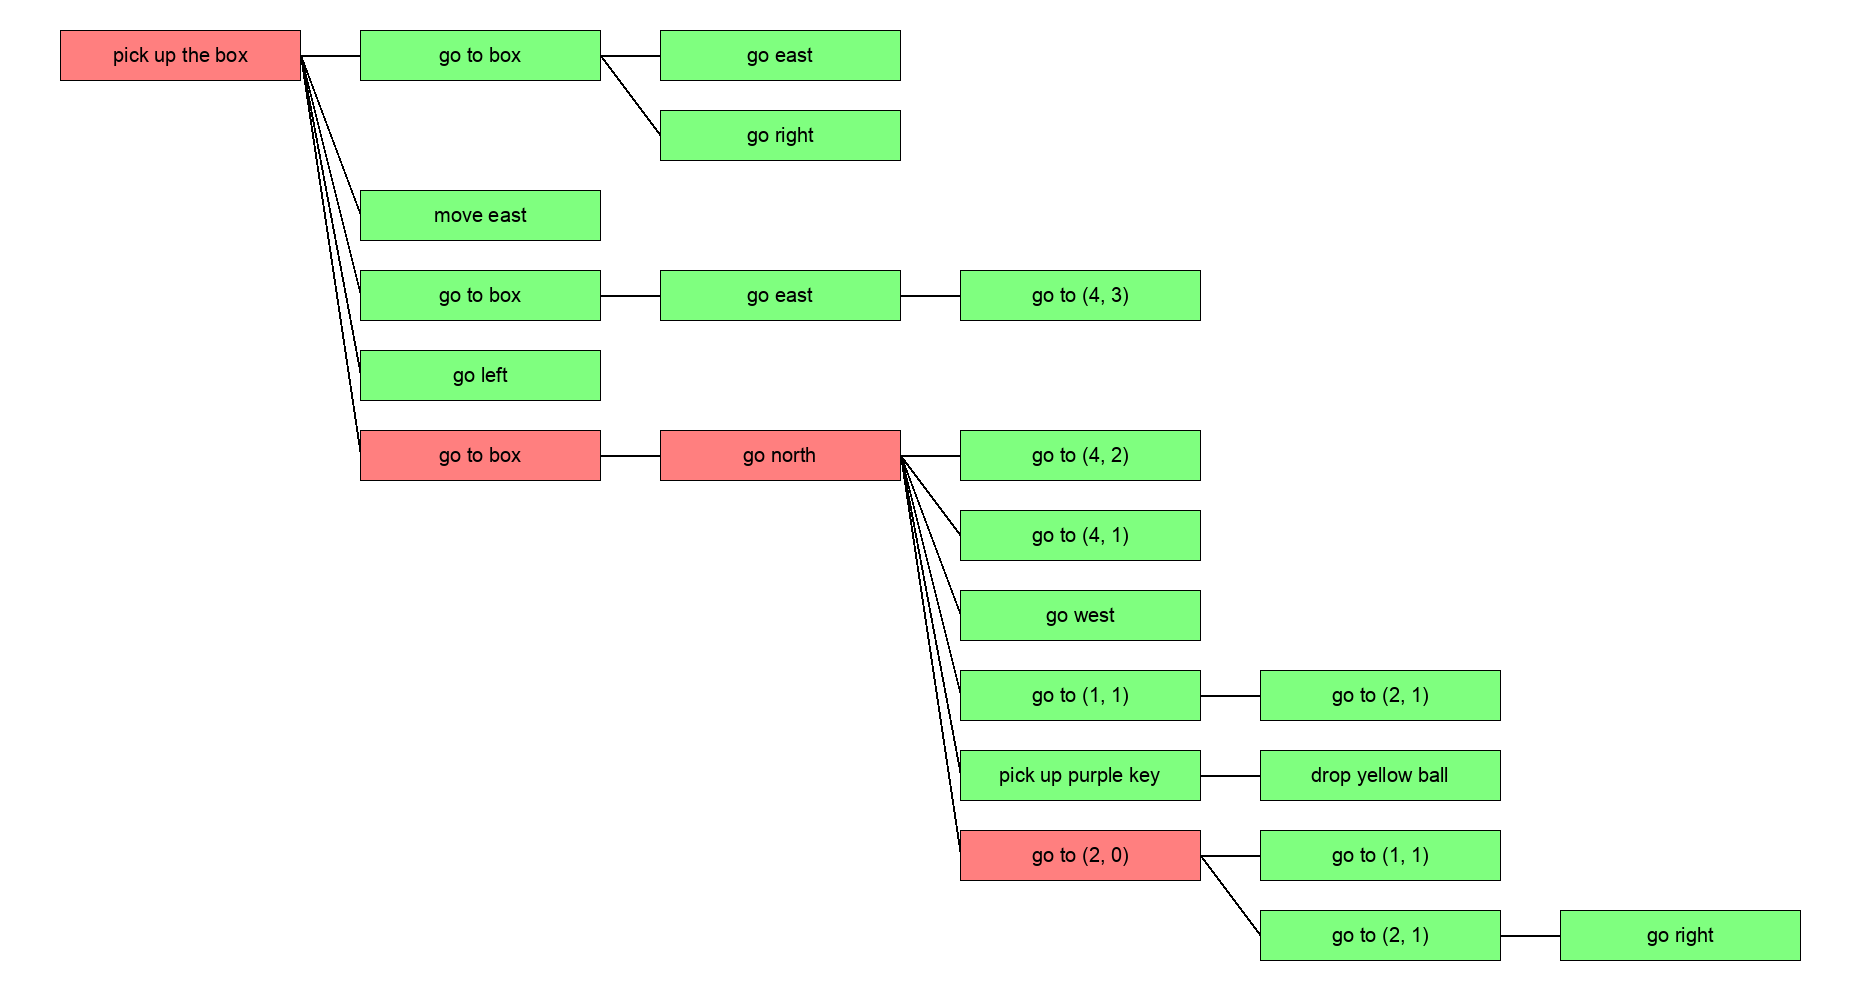 pick up the box
go to box
go east
go right
move east
go to box
go east
go to (4, 3)
go left
go to box
go north
go to (4, 2)
go to (4, 1)
go west
go to (1, 1)
go to (2, 1)
pick up purple key
drop yellow ball
go to (2, 0)
go to (1, 1)
go to (2, 1)
go right